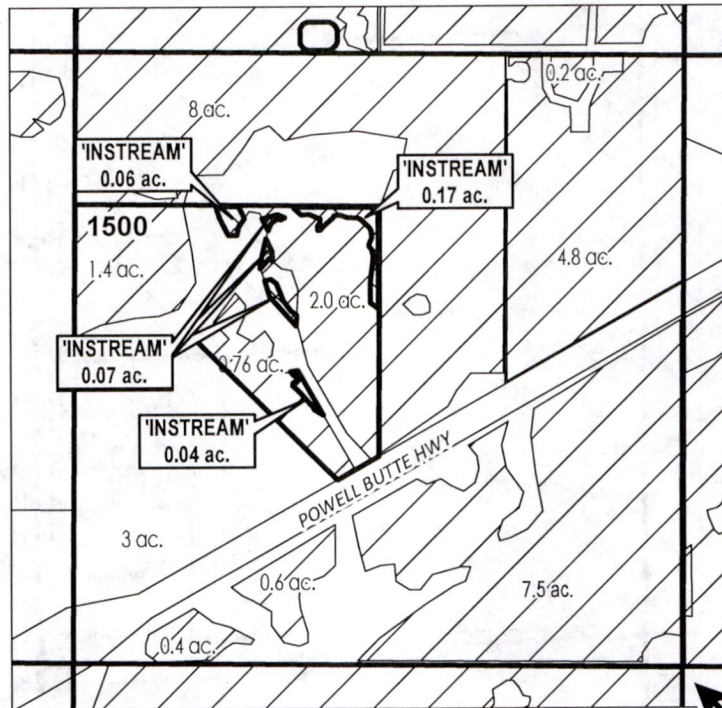 0.2 ac.
8 ac.
'INSTREAM'
0.06 ac.
'INSTREAM'
0.17 ac.
1500
1.4 ac.
4.8 ac.
2.0 ac.
'INSTREAM'
0.07 ac.
0.76 ac.
'INSTREAM'
0.04 ac.
POWELL BUTTE HWY
3 ac.
0.6 ac.
7.5 ac.
0.4 ac.